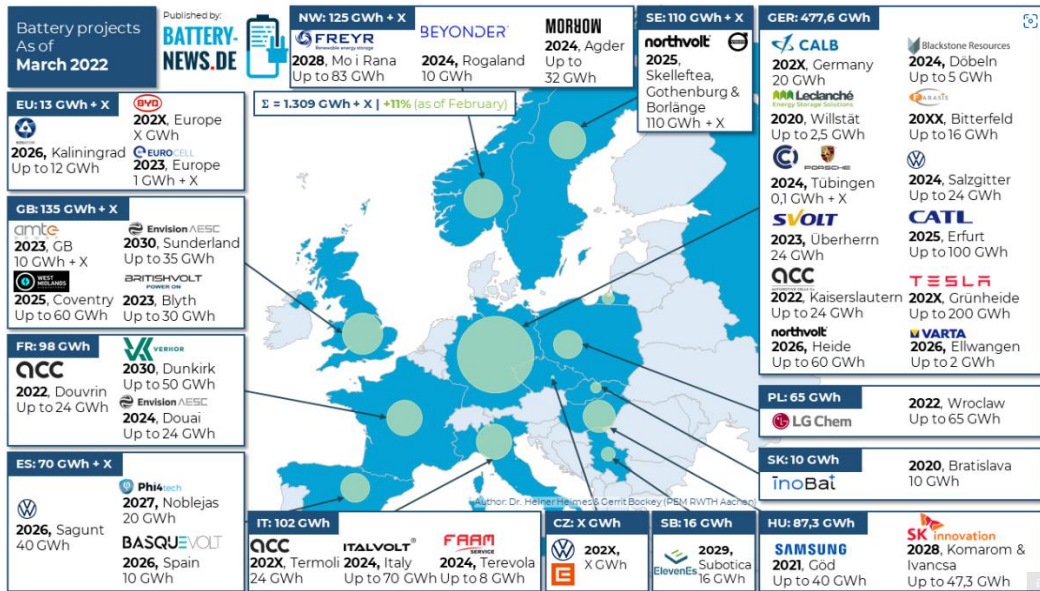 Battery projects
As of
March 2022
Published by:
BATTERY-
NEWS.DE
NW: 125 GWh + X
FREYR
Renewable energy storage
2028, Mo i Rana
Up to 83 GWh
BEYONDER
2024, Rogaland
10 GWh
MORROW
2024, Agder
Up to
32 GWh
SE: 110 GWh + X
northvolt
2025,
Skelleftea,
Gothenburg &
Borlänge
110 GWh + X
GER: 477,6 GWh
CALB
202X, Germany
20 GWh
Blackstone Resources
2024, Döbeln
Up to 5 GWh
Leclanché
Energy Storage Solutions
2020, Willstät
Up to 2,5 GWh
FARASIS
20XX, Bitterfeld
Up to 16 GWh
PORSCHE
2024, Tübingen
0,1 GWh + X
2024, Salzgitter
Up to 24 GWh
SVOLT
2023, Überherrn
24 GWh
CATL
2025, Erfurt
Up to 100 GWh
acc
2022, Kaiserslautern
Up to 24 GWh
TESLA
202X, Grünheide
Up to 200 GWh
northvolt
2026, Heide
Up to 60 GWh
VARTA
2026, Ellwangen
Up to 2 GWh
Σ = 1.309 GWh + X | +11% (as of February)
EU: 13 GWh + X
2026, Kaliningrad
Up to 12 GWh
BYD
202X, Europe
X GWh
EUROCELL
2023, Europe
1 GWh + X
GB: 135 GWh + X
amte
2023, GB
10 GWh + X
Envision AESC
2030, Sunderland
Up to 35 GWh
WEST
MIDLANDS
2025, Coventry
Up to 60 GWh
BRITISHVOLT
POWER ON
2023, Blyth
Up to 30 GWh
FR: 98 GWh
acc
2022, Douvrin
Up to 24 GWh
VERKOR
2030, Dunkirk
Up to 50 GWh
Envision AESC
2024, Douai
Up to 24 GWh
ES: 70 GWh + X
2026, Sagunt
40 GWh
Phi4tech
2027, Noblejas
20 GWh
BASQUEVOLT
2026, Spain
10 GWh
PL: 65 GWh
LG Chem
2022, Wroclaw
Up to 65 GWh
SK: 10 GWh
inoBat
2020, Bratislava
10 GWh
Author: Dr. Heiner Heimes & Gerrit Bockey (PEM RWTH Aachen)
IT: 102 GWh
acc
202X, Termoli
24 GWh
ITALVOLT
2024, Italy
Up to 70 GWh
FAAM
SERVICE
2024, Terevola
Up to 8 GWh
CZ: X GWh
202X,
X GWh
SB: 16 GWh
ElevenEs
2029,
Subotica
16 GWh
HU: 87,3 GWh
SAMSUNG
2021, Göd
Up to 40 GWh
SK innovation
2028, Komarom &
Ivancsa
Up to 47,3 GWh